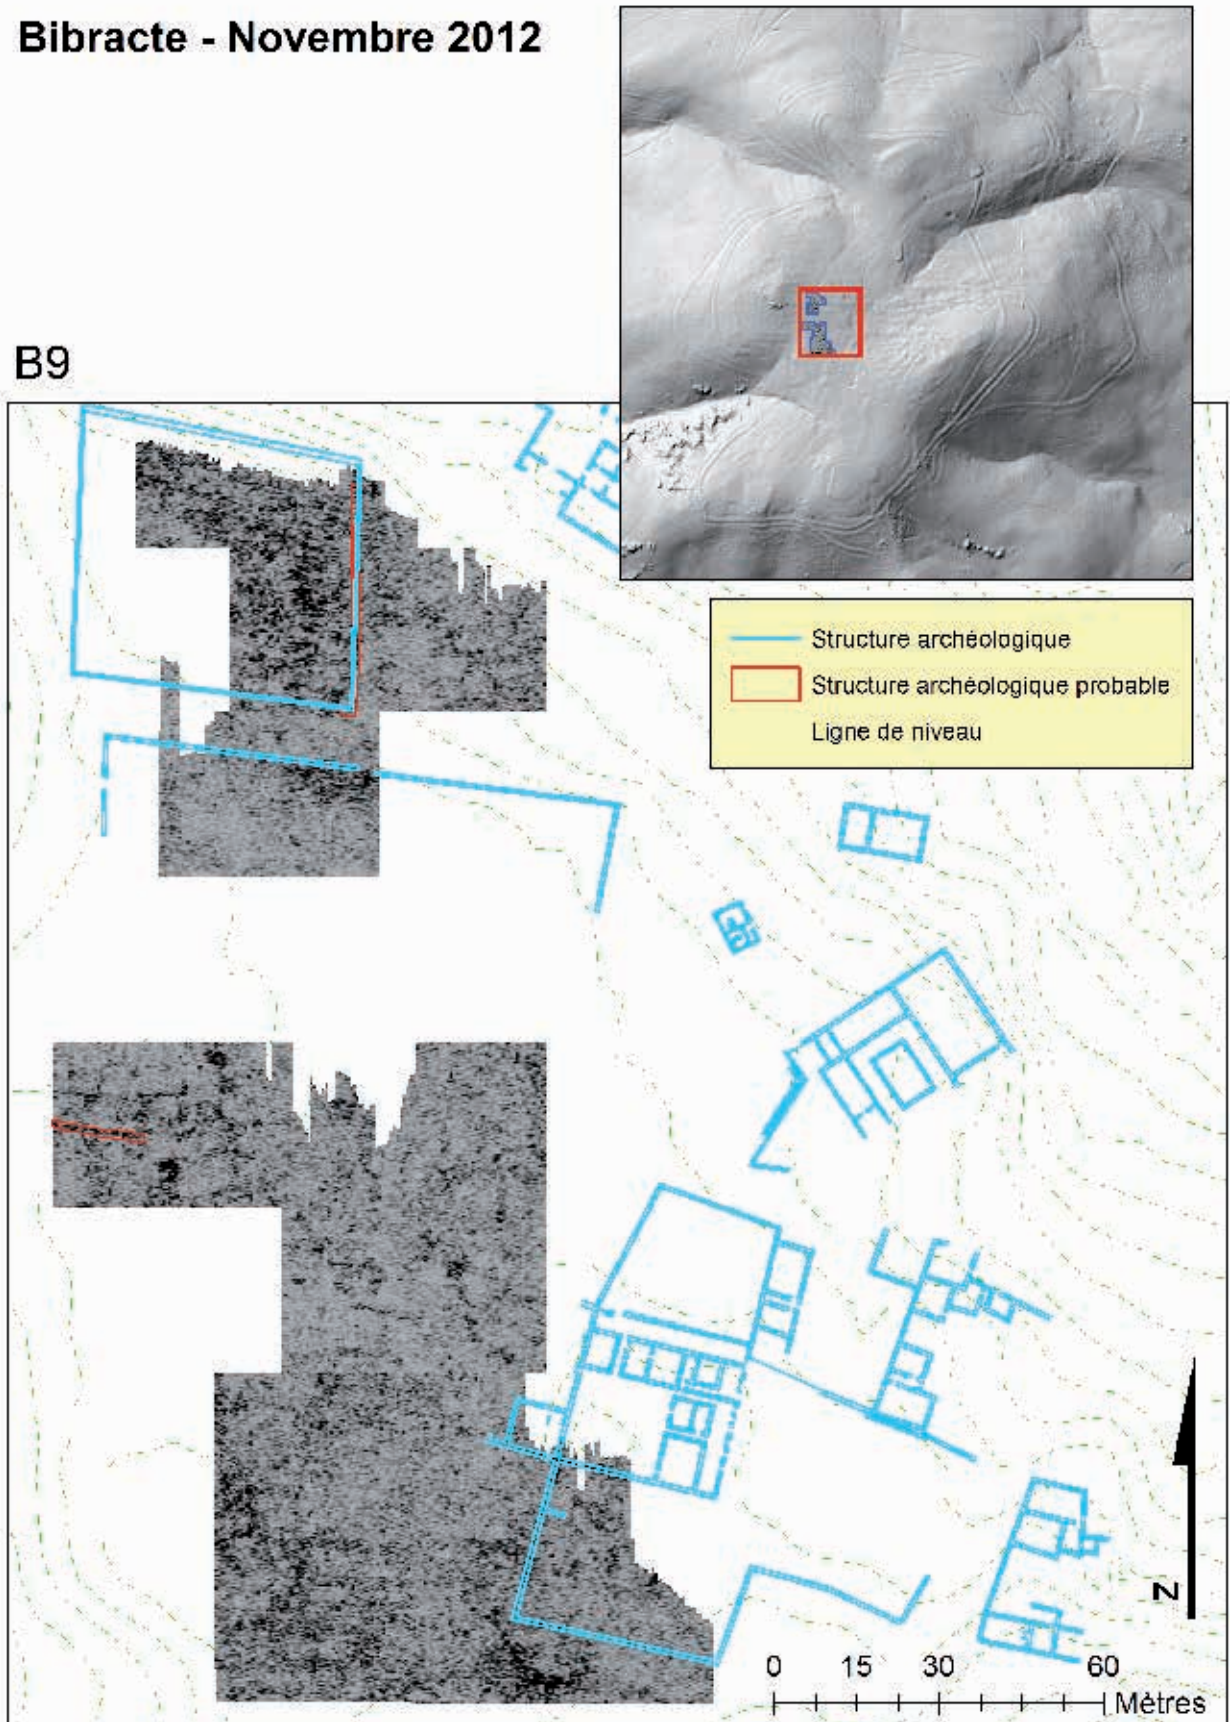 Bibracte - Novembre 2012
B9
Structure archéologique
Structure archéologique probable
Ligne de niveau
N
0 15 30 60
Mètres